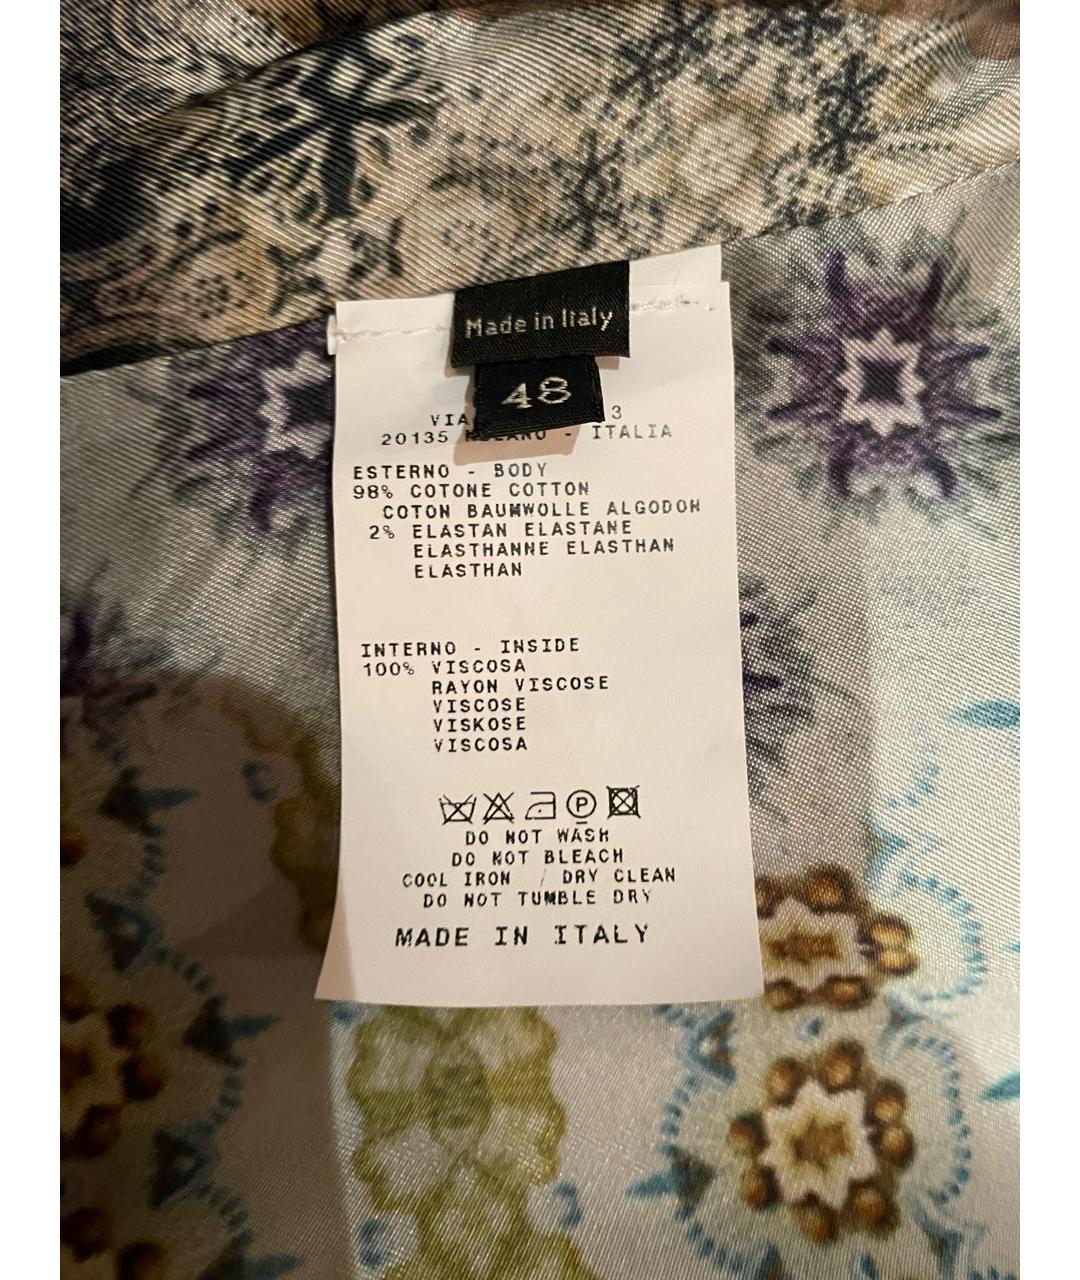 Made in Italy
48
VIA 3
20135 - ITALIA
ESTERNO - BODY
98% COTONE COTTON
COTON BAUMWOLLE ALGODON
2% ELASTAN ELASTANE
ELASTHANNE ELASTHAN
ELASTHAN
INTERNO - INSIDE
100% VISCOSA
RAYON VISCOSE
VISCOSE
VISKOSE
VISCOSA
P
DO NOT WASH
DO NOT BLEACH
COOL IRON / DRY CLEAN
DO NOT TUMBLE DRY
MADE IN ITALY